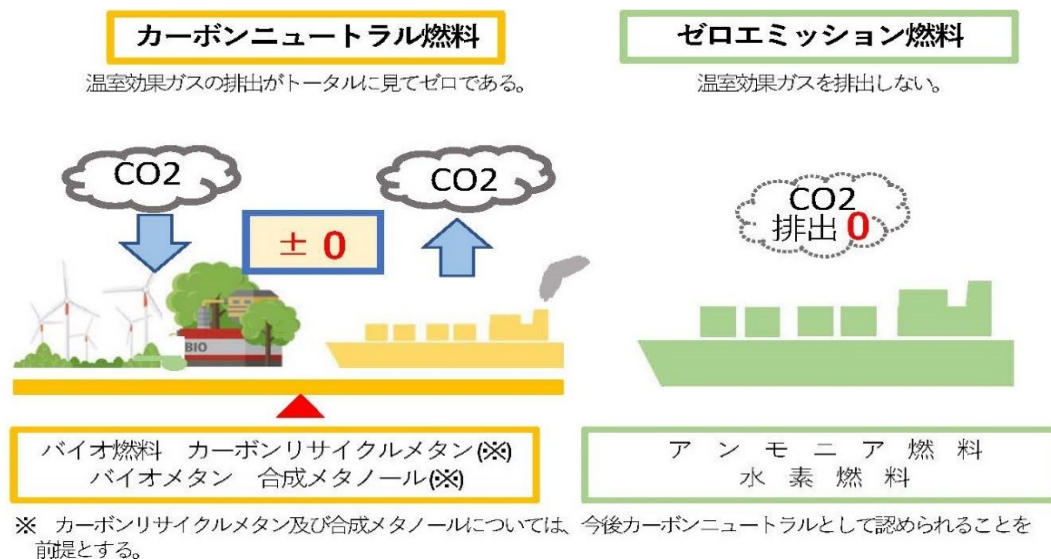 カーボンニュートラル燃料
温室効果ガスの排出がトータルに見てゼロである。
CO2
CO2
± 0
BIO
バイオ燃料 カーボンリサイクルメタン(※)
バイオメタン 合成メタノール(※)
ゼロエミッション燃料
温室効果ガスを排出しない。
CO2
排出 0
アンモニア燃料
水素燃料
※ カーボンリサイクルメタン及び合成メタノールについては、今後カーボンニュートラルとして認められることを
前提とする。